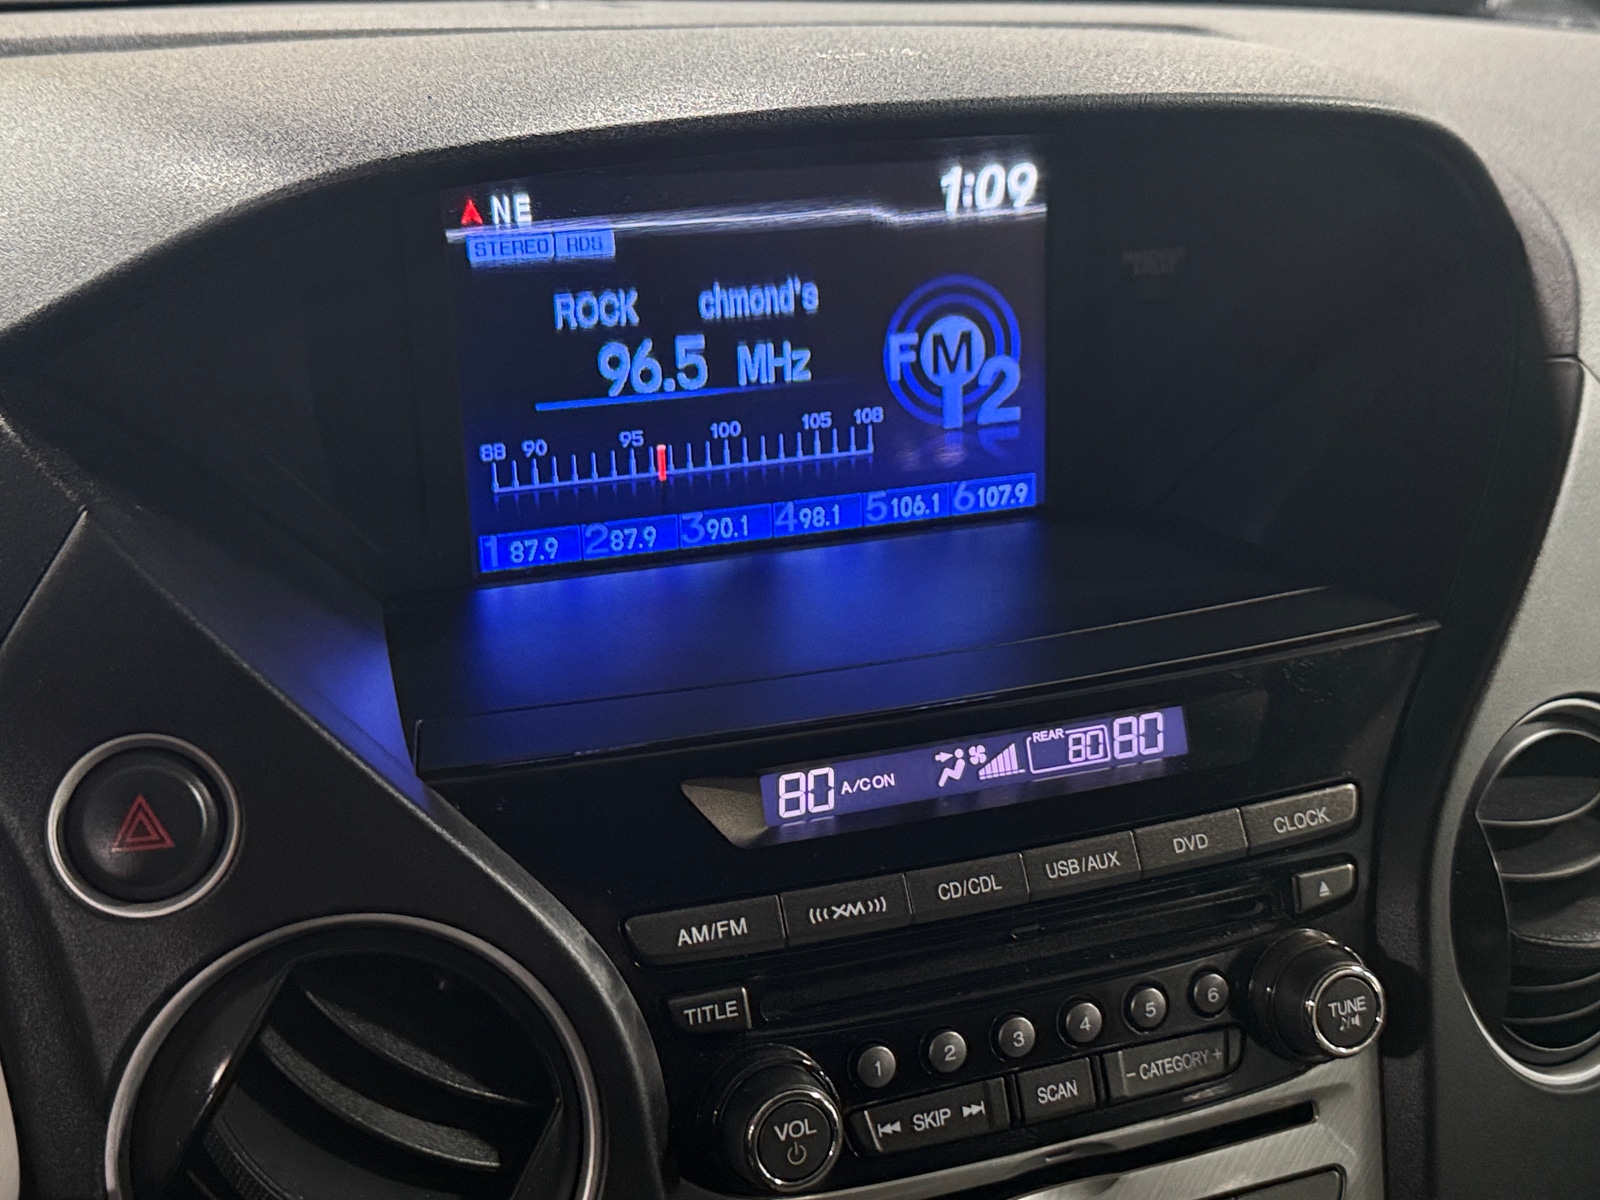 NE 1:09
STEREO RDS
ROCK chmond's
96.5 MHz
FM2
88 90 95 100 105 108
1 87.9 2 87.9 3 90.1 4 98.1 5 106.1 6 107.9
80 A/CON REAR 80 80
AM/FM XM CD/CDL USB/AUX DVD CLOCK
TITLE
1 2 3 4 5 6
TUNE
VOL SKIP SCAN - CATEGORY +